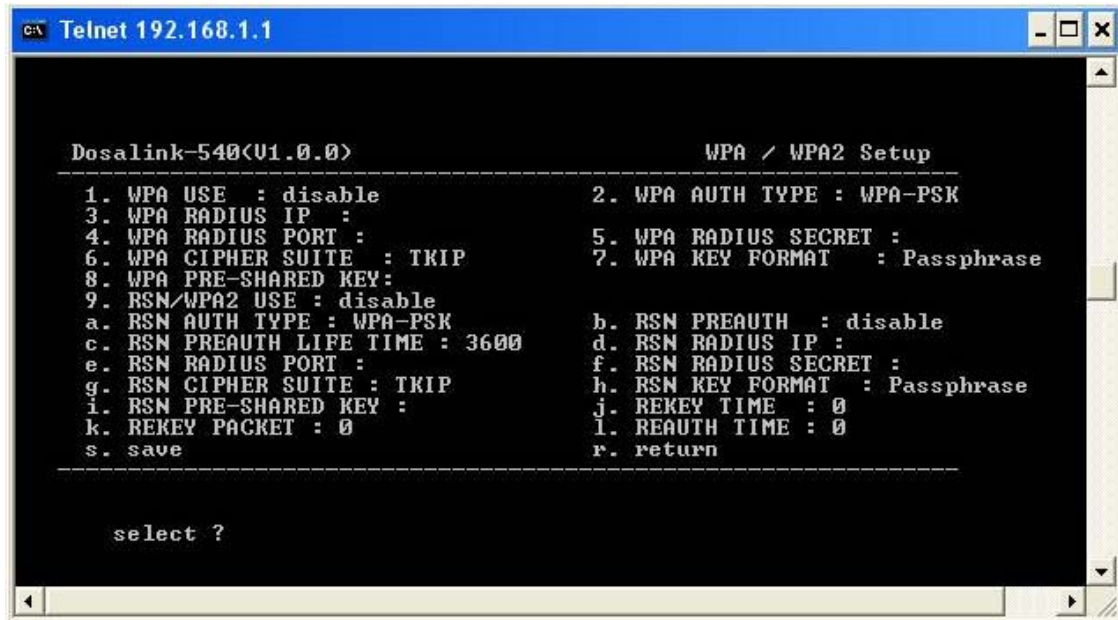 Telnet 192.168.1.1
Dosalink-540(V1.0.0) WPA / WPA2 Setup
1. WPA USE : disable 2. WPA AUTH TYPE : WPA-PSK
3. WPA RADIUS IP :
4. WPA RADIUS PORT : 5. WPA RADIUS SECRET :
6. WPA CIPHER SUITE : TKIP 7. WPA KEY FORMAT : Passphrase
8. WPA PRE-SHARED KEY:
9. RSN/WPA2 USE : disable
a. RSN AUTH TYPE : WPA-PSK b. RSN PREAUTH : disable
c. RSN PREAUTH LIFE TIME : 3600 d. RSN RADIUS IP :
e. RSN RADIUS PORT : f. RSN RADIUS SECRET :
g. RSN CIPHER SUITE : TKIP h. RSN KEY FORMAT : Passphrase
i. RSN PRE-SHARED KEY : j. REKEY TIME : 0
k. REKEY PACKET : 0 l. REAUTH TIME : 0
s. save r. return
select ?